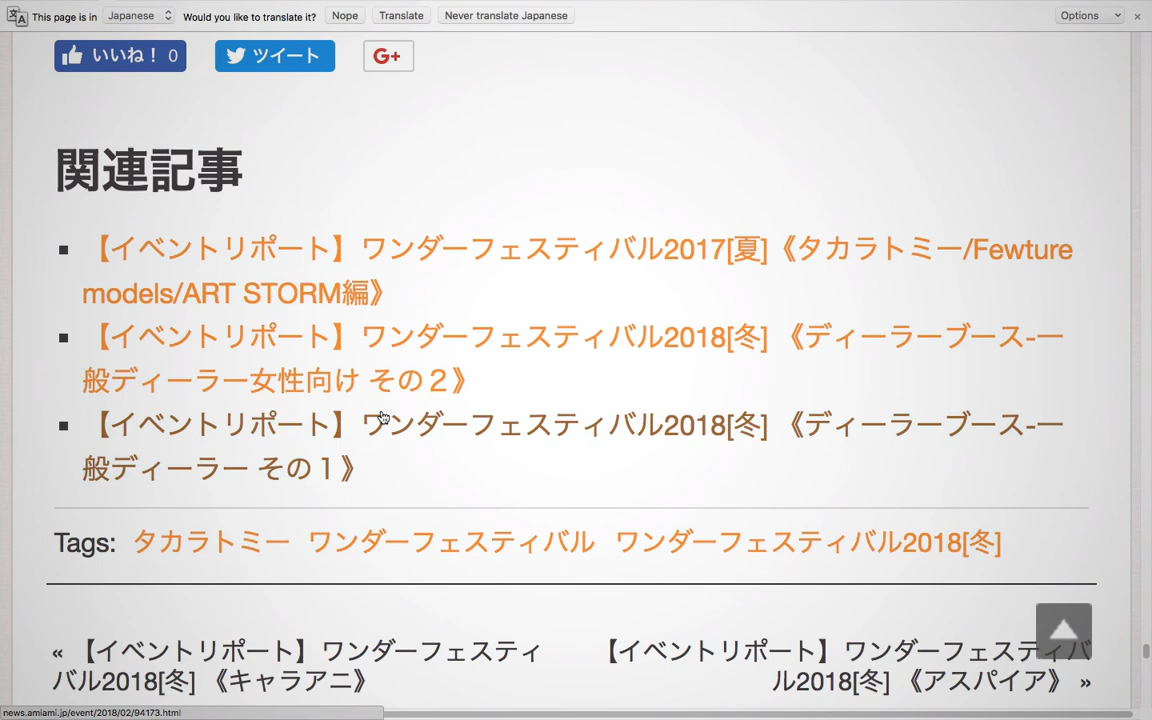 This page is in Japanese Would you like to translate it? Nope Translate Never translate Japanese Options ×
いいね！ 0 ツイート G+
関連記事
【イベントリポート】ワンダーフェスティバル2017[夏]《タカラトミー/Fewture
models/ART STORM編》
【イベントリポート】ワンダーフェスティバル2018[冬] 《ディーラーブース-一
般ディーラー女性向け その２》
【イベントリポート】ワンダーフェスティバル2018[冬] 《ディーラーブース-一
般ディーラー その１》
Tags: タカラトミー ワンダーフェスティバル ワンダーフェスティバル2018[冬]
« 【イベントリポート】ワンダーフェスティ
バル2018[冬] 《キャラアニ》
【イベントリポート】ワンダーフェスティバ
ル2018[冬] 《アスパイア》 »
news.amiami.jp/event/2018/02/94173.html